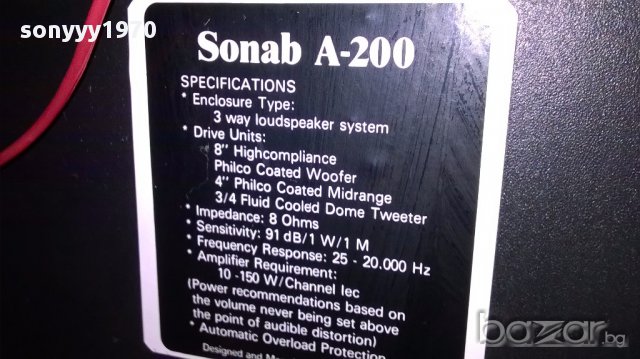 sonyyy1970
Sonab A-200
SPECIFICATIONS
* Enclosure Type:
3 way loudspeaker system
* Drive Units:
8" Highcompliance
Philco Coated Woofer
4" Philco Coated Midrange
3/4 Fluid Cooled Dome Tweeter
* Impedance: 8 Ohms
* Sensitivity: 91 dB/1 W/1 M
* Frequency Response: 25 - 20.000 Hz
* Amplifier Requirement:
10 -150 W/Channel Iec
(Power recommendations based on
the volume never being set above
the point of audible distortion)
* Automatic Overload Protection
Designed and
bazar.bg